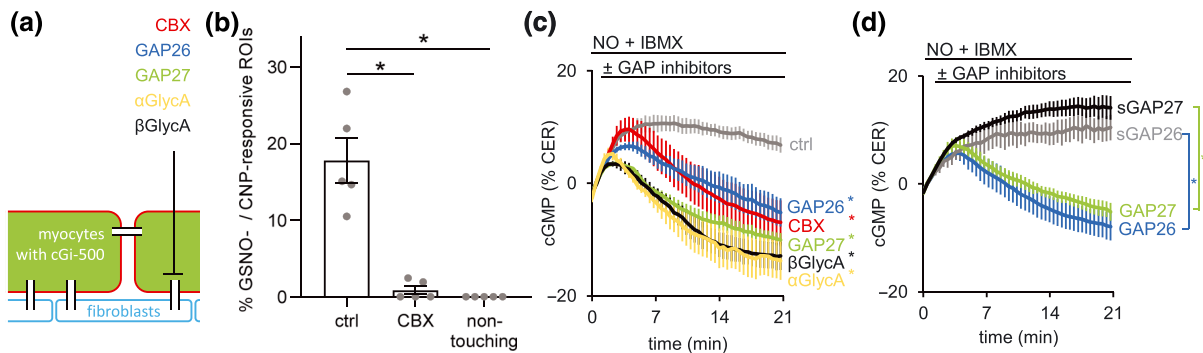 (a)
CBX
GAP26
GAP27
αGlycA
βGlycA
myocytes
with cGi-500
fibroblasts
(b)
% GSNO- / CNP-responsive ROIs
30
20
10
0
*
*
ctrl
CBX
non-
touching
(c)
NO + IBMX
± GAP inhibitors
cGMP (% CER)
20
0
−20
ctrl
GAP26 *
CBX *
GAP27 *
βGlycA *
αGlycA *
0 7 14 21
time (min)
(d)
NO + IBMX
± GAP inhibitors
cGMP (% CER)
20
0
−20
sGAP27
sGAP26
*
GAP27
GAP26
0 7 14 21
time (min)